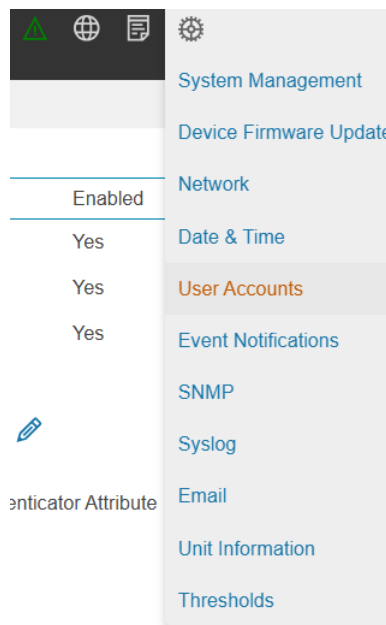 System Management
Device Firmware Update
Network
Enabled
Date & Time
Yes
User Accounts
Yes
Event Notifications
Yes
SNMP
Syslog
Email
enticator Attribute
Unit Information
Thresholds